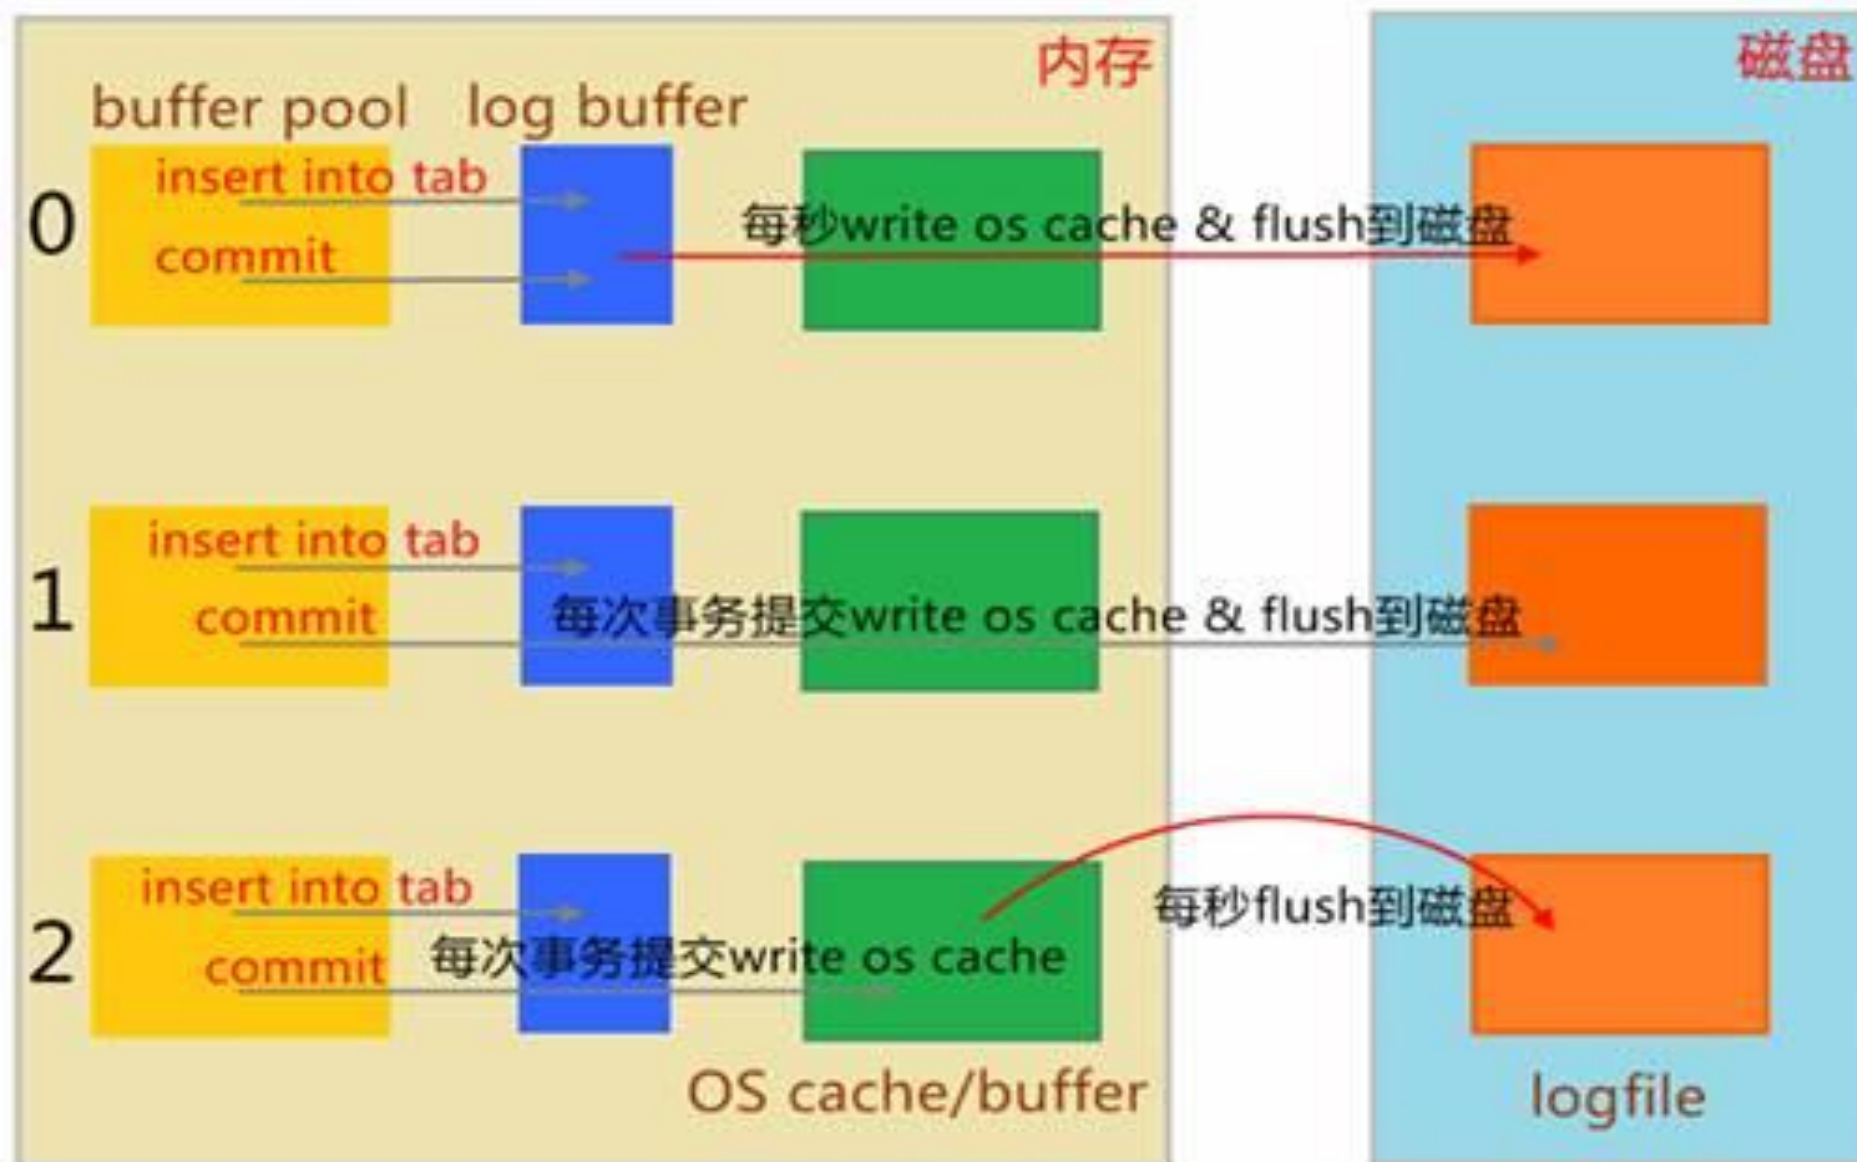 内存
磁盘
buffer pool
log buffer
0
insert into tab
commit
每秒write os cache & flush到磁盘
1
insert into tab
commit
每次事务提交write os cache & flush到磁盘
2
insert into tab
commit
每次事务提交write os cache
每秒flush到磁盘
OS cache/buffer
logfile